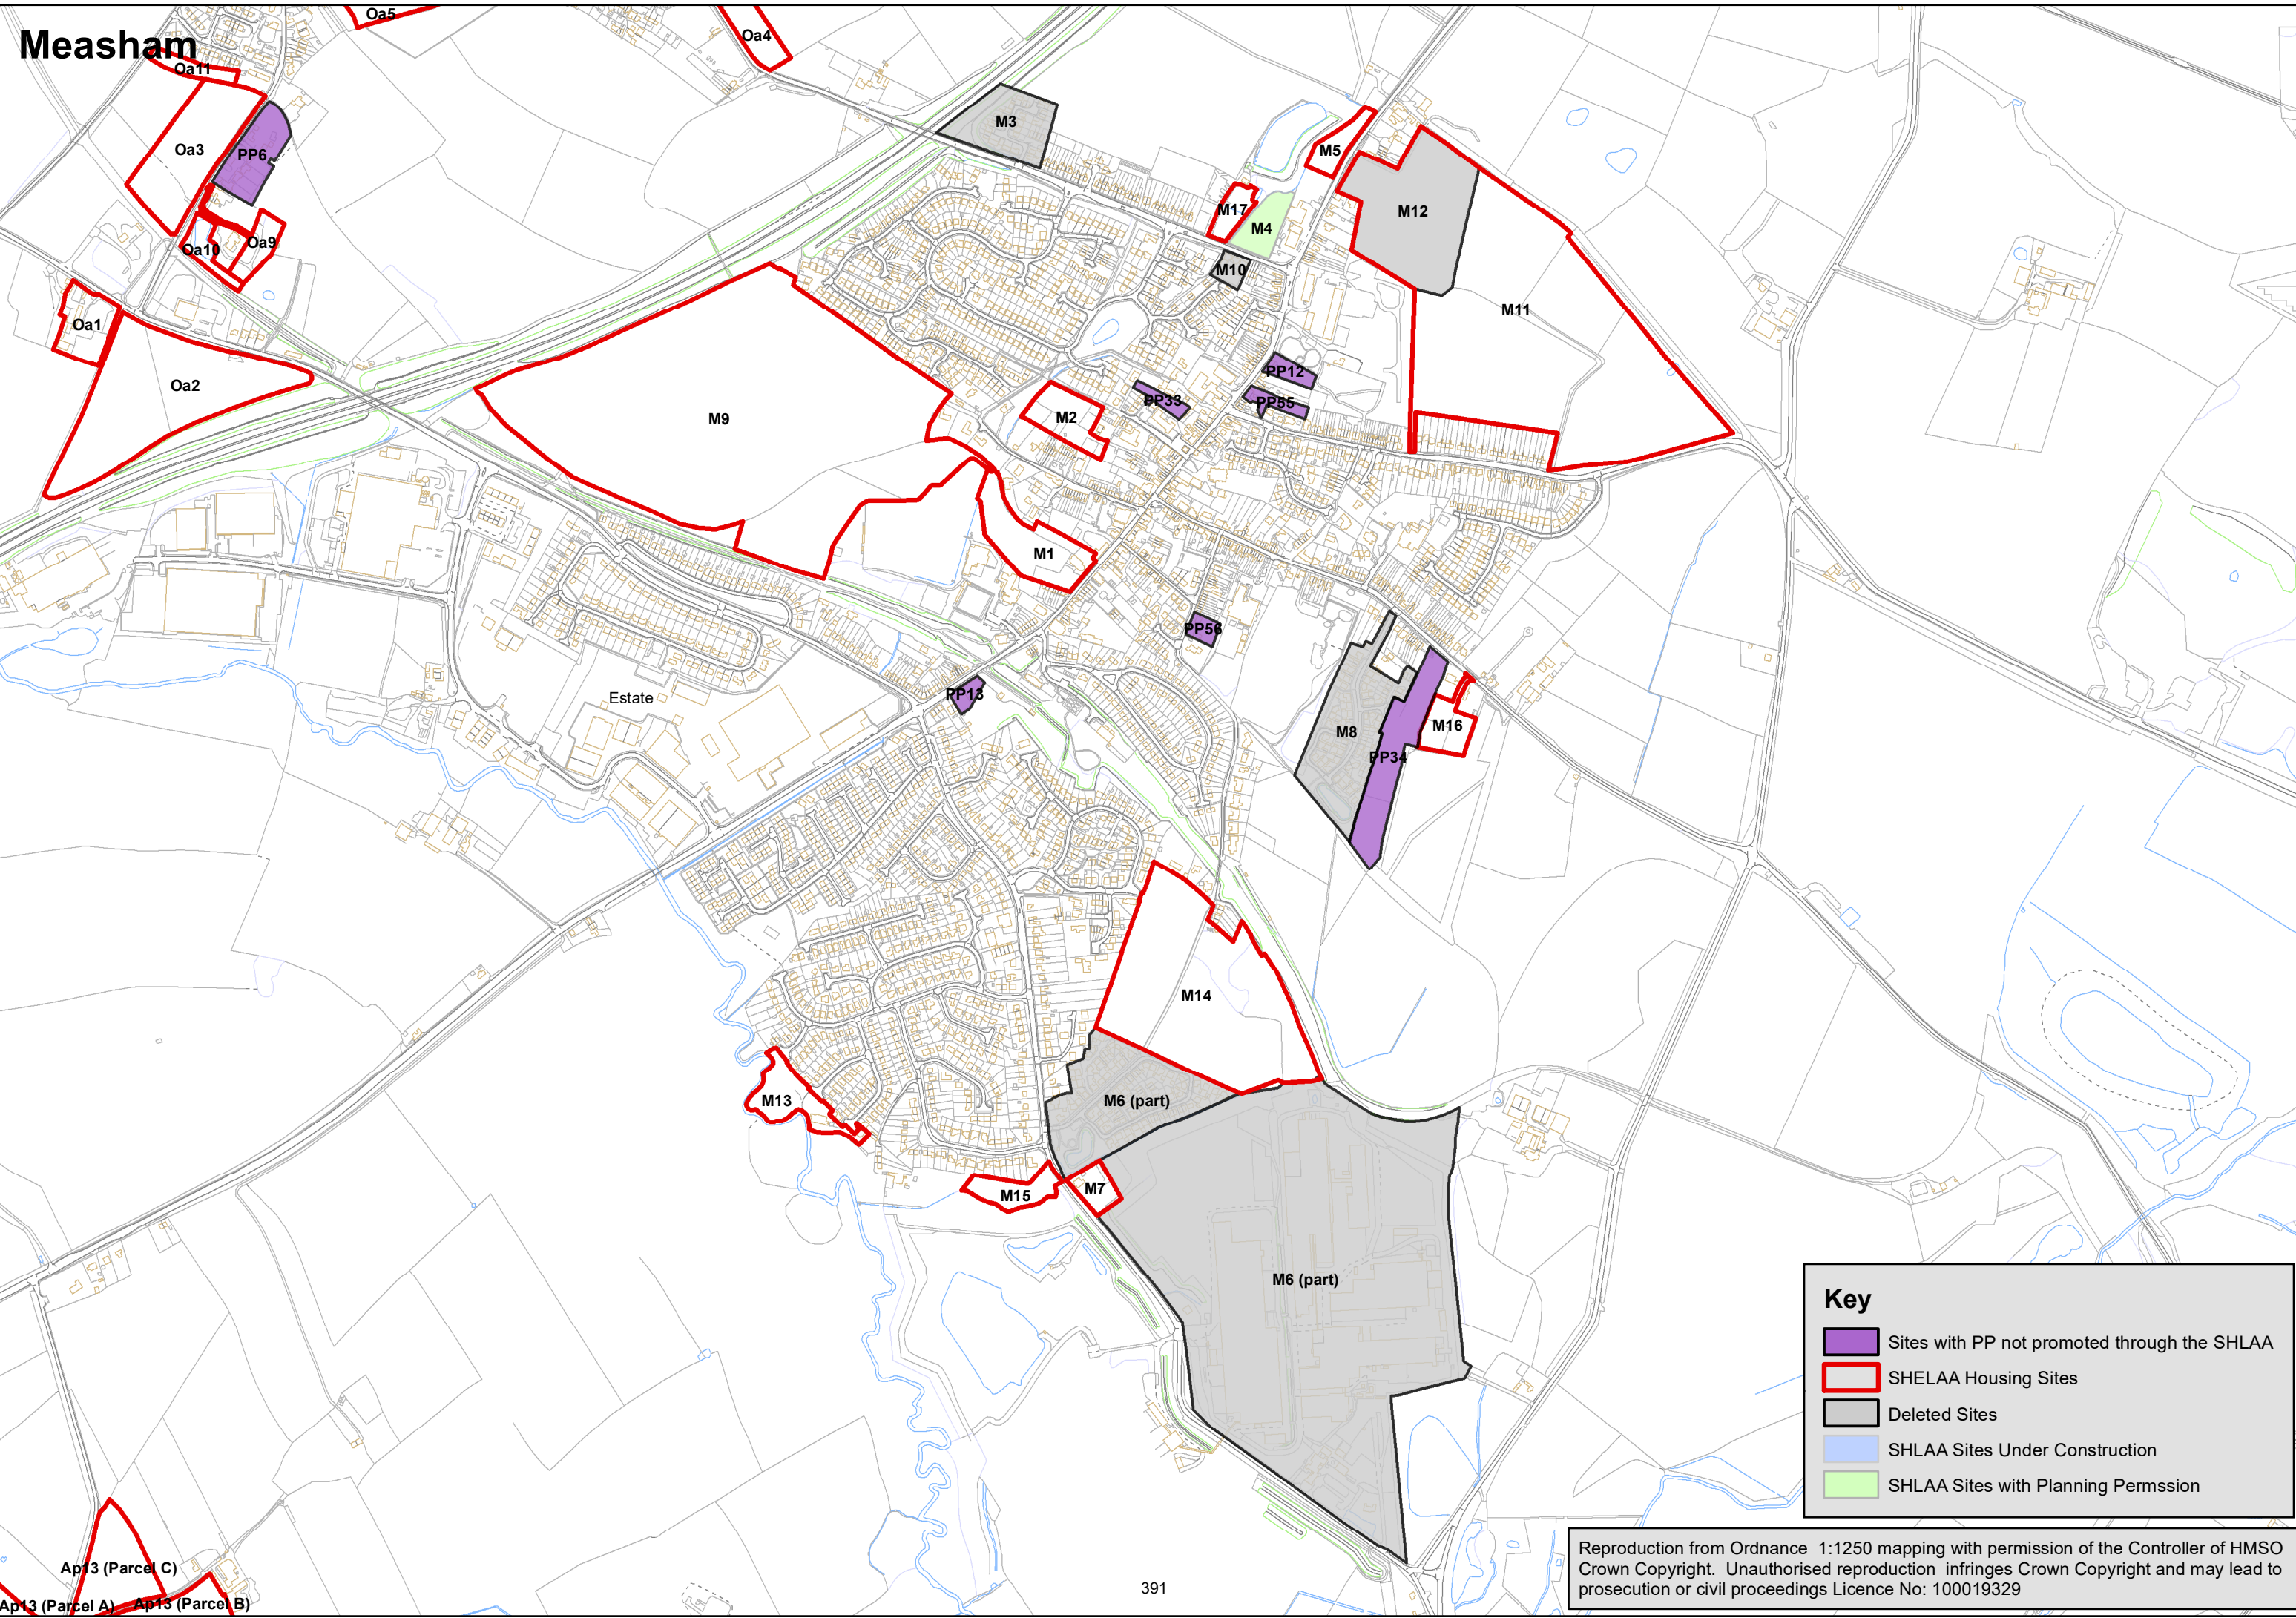 Measham
Oa5
Oa4
Oa11
Oa3
PP6
Oa10
Oa9
Oa1
Oa2
M3
M5
M17
M4
M12
M10
M11
M9
M2
PP33
PP12
PP55
M1
PP56
PP13
Estate
M8
PP34
M16
M14
M13
M6 (part)
M15
M7
M6 (part)
Ap13 (Parcel C)
Ap13 (Parcel A)
Ap13 (Parcel B)
391
Key
Sites with PP not promoted through the SHLAA
SHELAA Housing Sites
Deleted Sites
SHLAA Sites Under Construction
SHLAA Sites with Planning Permssion
Reproduction from Ordnance 1:1250 mapping with permission of the Controller of HMSO
Crown Copyright. Unauthorised reproduction infringes Crown Copyright and may lead to
prosecution or civil proceedings Licence No: 100019329